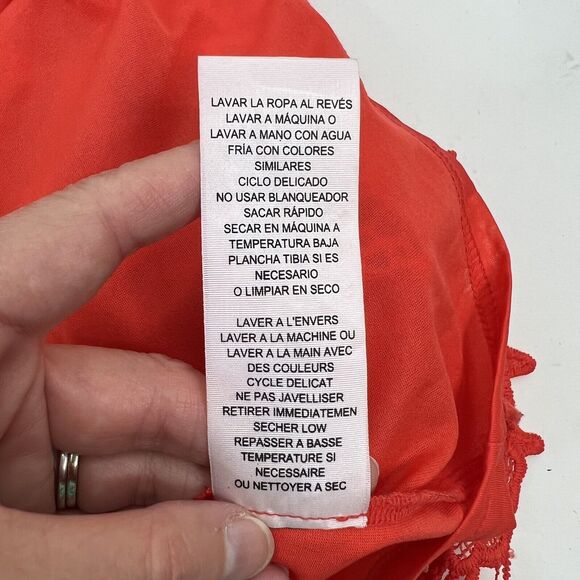 LAVAR LA ROPA AL REVÉS
LAVAR A MÁQUINA O
LAVAR A MANO CON AGUA
FRÍA CON COLORES
SIMILARES
CICLO DELICADO
NO USAR BLANQUEADOR
SACAR RÁPIDO
SECAR EN MÁQUINA A
TEMPERATURA BAJA
PLANCHA TIBIA SI ES
NECESARIO
O LIMPIAR EN SECO
LAVER A L'ENVERS
LAVER A LA MACHINE OU
LAVER A LA MAIN AVEC
DES COULEURS
CYCLE DELICAT
NE PAS JAVELLISER
RETIRER IMMEDIATEMEN
SECHER LOW
REPASSER A BASSE
TEMPERATURE SI
NECESSAIRE
OU NETTOYER A SEC